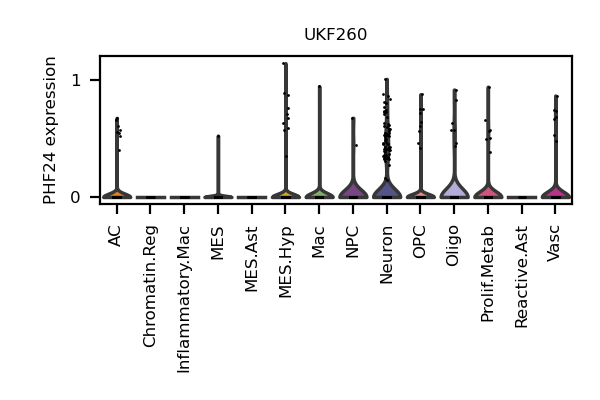 UKF260
PHF24 expression
1
0
AC
Chromatin.Reg
Inflammatory.Mac
MES
MES.Ast
MES.Hyp
Mac
NPC
Neuron
OPC
Oligo
Prolif.Metab
Reactive.Ast
Vasc